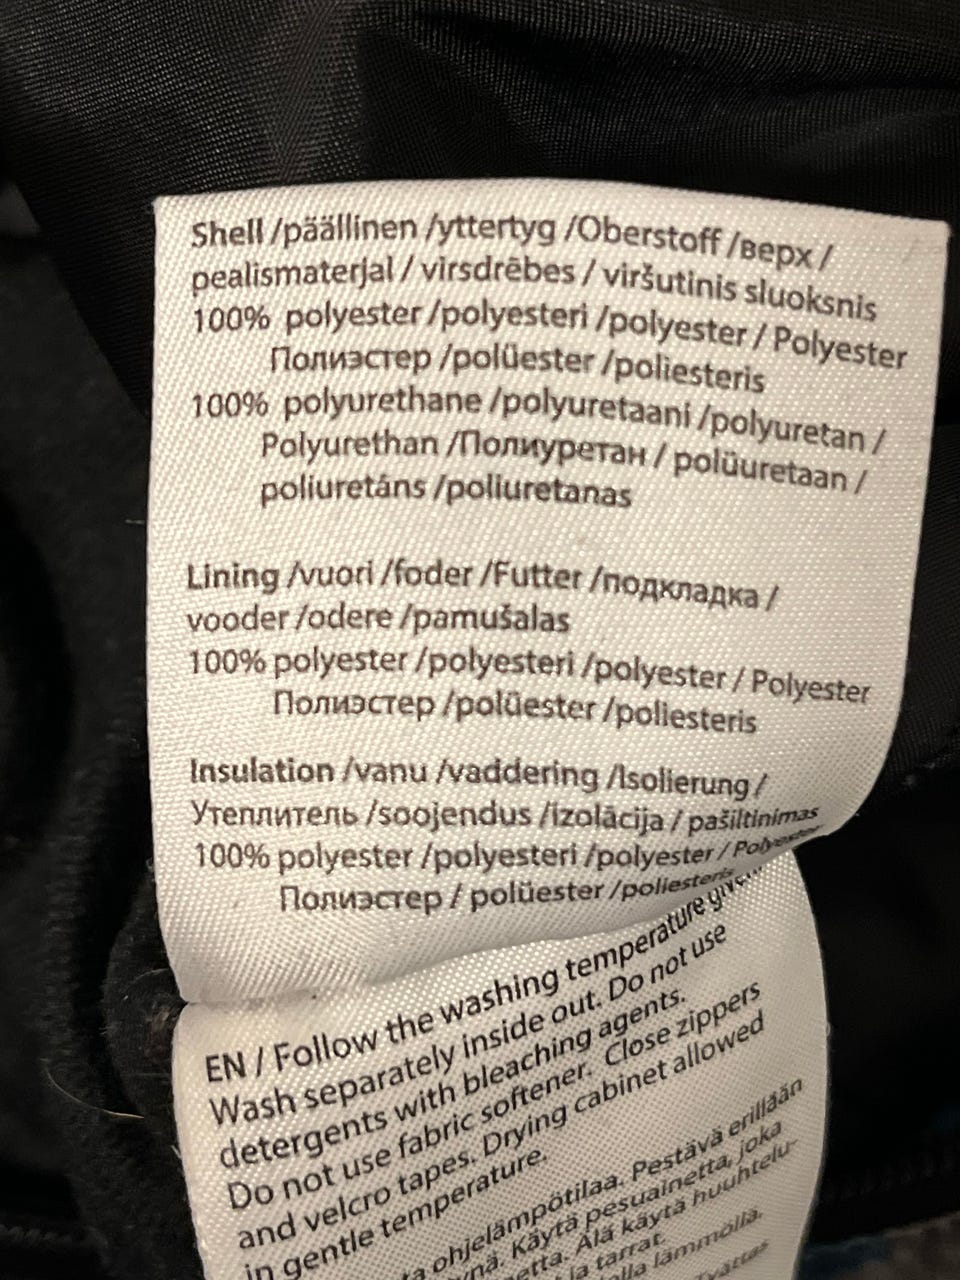 Shell /päällinen /yttertyg /Oberstoff /верх /
pealismaterjal / virsdrēbes / viršutinis sluoksnis
100% polyester /polyesteri /polyester / Polyester
Полиэстер /polüester /poliesteris
100% polyurethane /polyuretaani /polyuretan /
Polyurethan /Полиуретан / polüuretaan /
poliuretāns /poliuretanas
Lining /vuori /foder /Futter /подкладка /
vooder /odere /pamušalas
100% polyester /polyesteri /polyester / Polyester
Полиэстер /polüester /poliesteris
Insulation /vanu /vaddering /Isolierung /
Утеплитель /soojendus /izolācija / pašiltinimas
100% polyester /polyesteri /polyester / Polyester
Полиэстер / polüester /poliesteris
EN / Follow the washing temperature
Wash separately inside out. Do not use
detergents with bleaching agents.
Do not use fabric softener. Close zippers
and velcro tapes. Drying cabinet allowed
in gentle temperature.
ohjelämpötilaa. Pestävä erillään
Käytä pesuainetta, joka
Älä käytä huuhtelu-
ja tarrat.
lämmöllä.